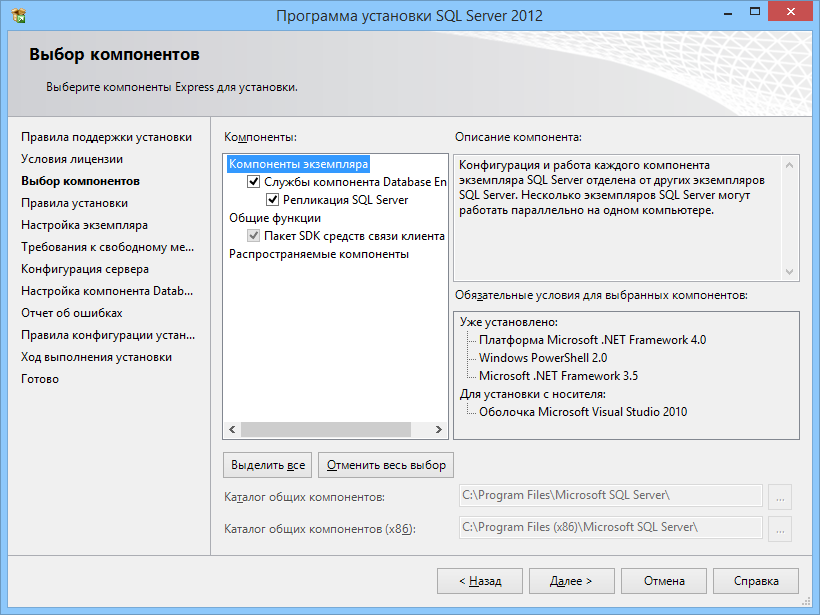 Программа установки SQL Server 2012
Выбор компонентов
Выберите компоненты Express для установки.
Правила поддержки установки
Условия лицензии
Выбор компонентов
Правила установки
Настройка экземпляра
Требования к свободному ме...
Конфигурация сервера
Настройка компонента Datab...
Отчет об ошибках
Правила конфигурации устан...
Ход выполнения установки
Готово
Компоненты:
Компоненты экземпляра
Службы компонента Database En
Репликация SQL Server
Общие функции
Пакет SDK средств связи клиента
Распространяемые компоненты
Описание компонента:
Конфигурация и работа каждого компонента
экземпляра SQL Server отделена от других экземпляров
SQL Server. Несколько экземпляров SQL Server могут
работать параллельно на одном компьютере.
Обязательные условия для выбранных компонентов:
Уже установлено:
Платформа Microsoft .NET Framework 4.0
Windows PowerShell 2.0
Microsoft .NET Framework 3.5
Для установки с носителя:
Оболочка Microsoft Visual Studio 2010
Выделить все
Отменить весь выбор
Каталог общих компонентов:
C:\Program Files\Microsoft SQL Server\
...
Каталог общих компонентов (x86):
C:\Program Files (x86)\Microsoft SQL Server\
...
< Назад
Далее >
Отмена
Справка